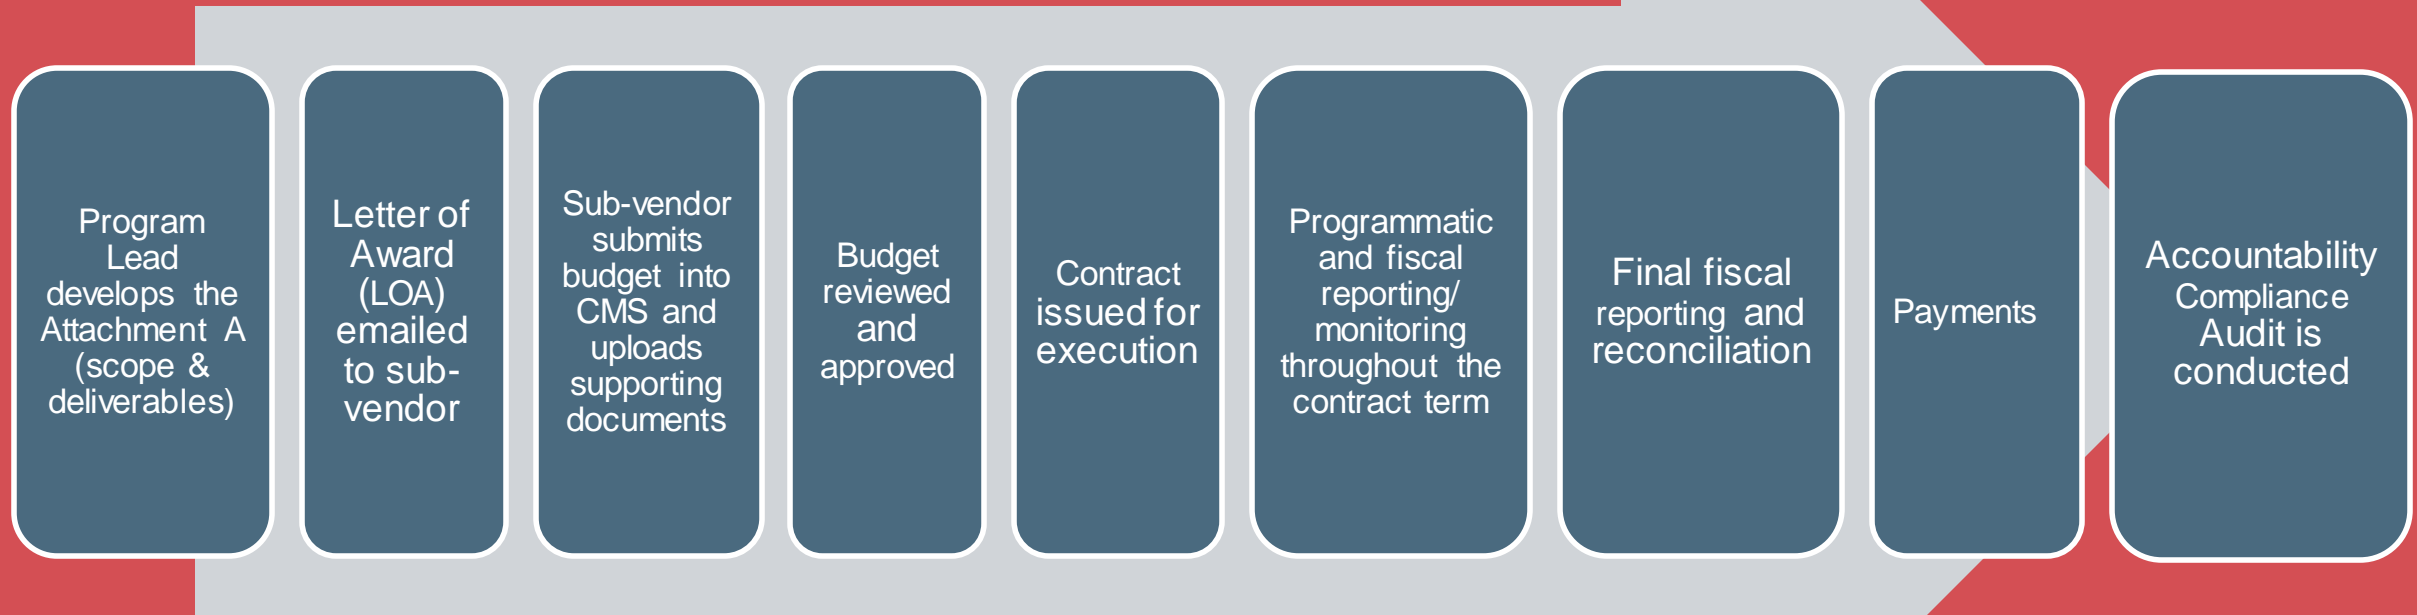 Program
Lead
develops the
Attachment A
(scope &
deliverables)
Letter of
Award
(LOA)
emailed
to sub-
vendor
Sub-vendor
submits
budget into
CMS and
uploads
supporting
documents
Budget
reviewed
and
approved
Contract
issued for
execution
Programmatic
and fiscal
reporting/
monitoring
throughout the
contract term
Final fiscal
reporting and
reconciliation
Payments
Accountability
Compliance
Audit is
conducted